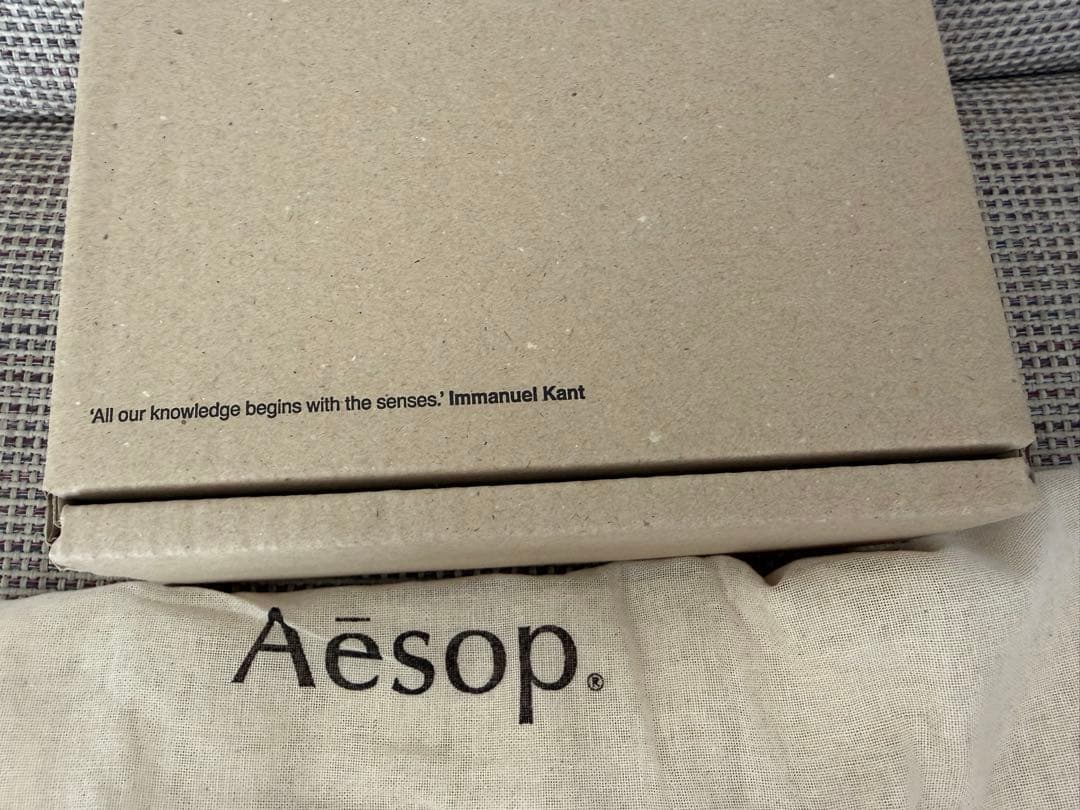 ‘All our knowledge begins with the senses.’ Immanuel Kant
Aēsop.®